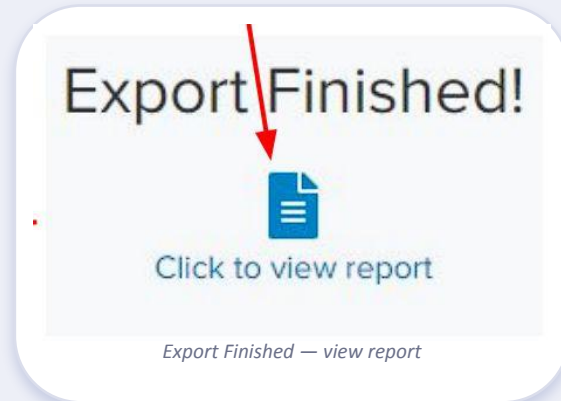 Export Finished!
Click to view report
Export Finished — view report